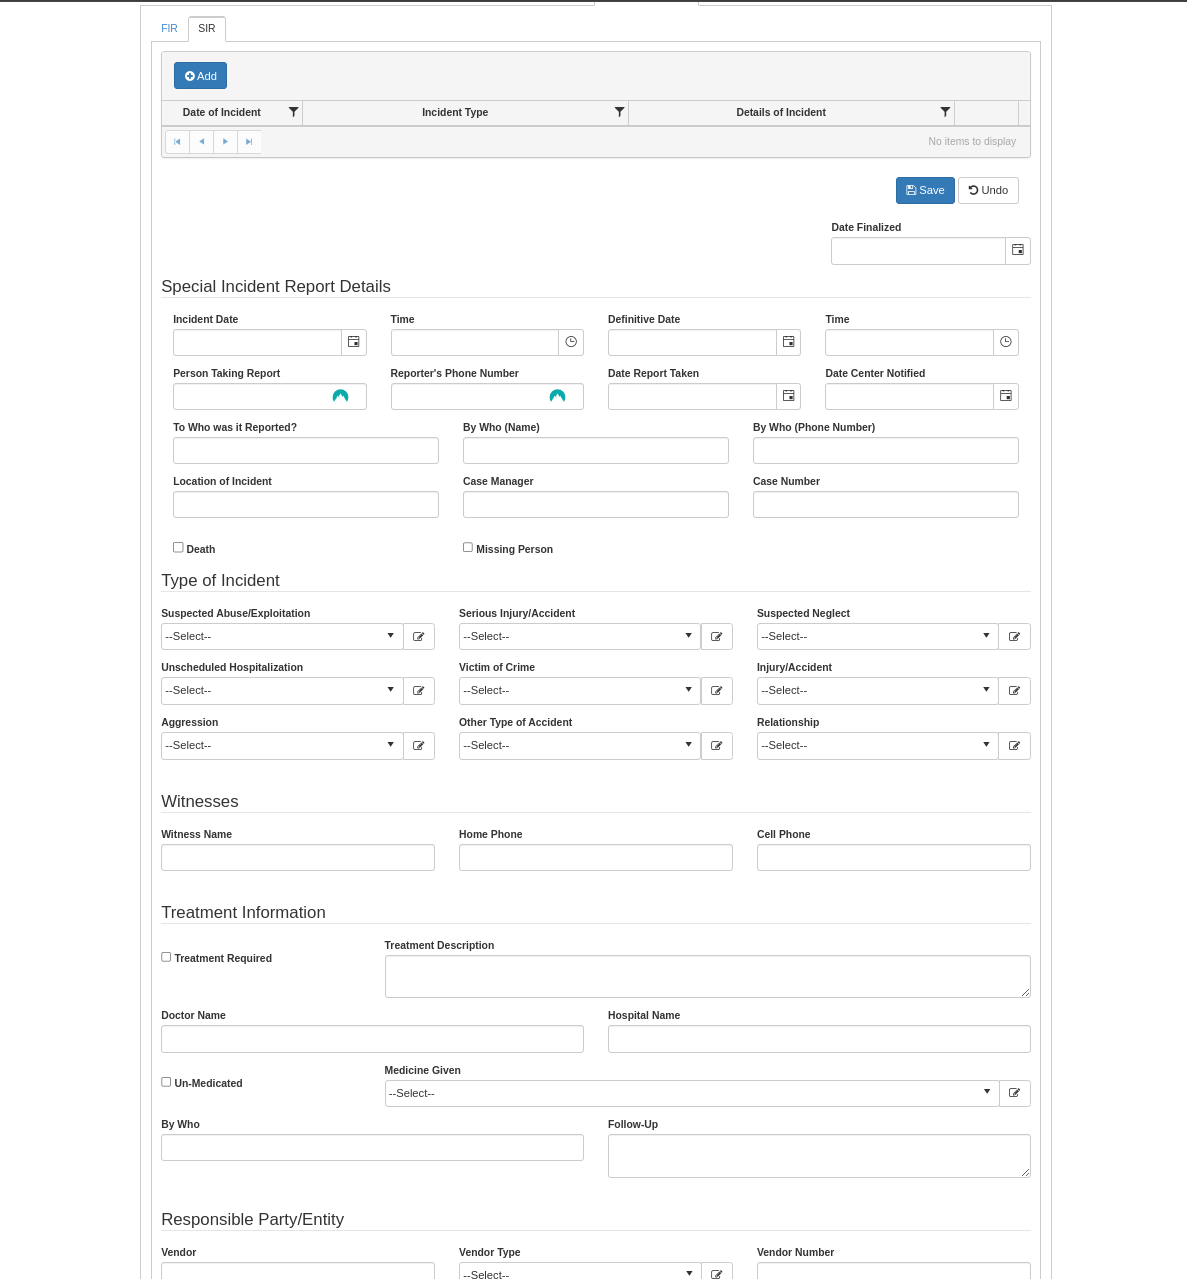 FIR SIR
Add
Date of Incident Incident Type Details of Incident
No items to display
Save Undo
Date Finalized
Special Incident Report Details
Incident Date Time Definitive Date Time
Person Taking Report Reporter's Phone Number Date Report Taken Date Center Notified
To Who was it Reported? By Who (Name) By Who (Phone Number)
Location of Incident Case Manager Case Number
Death Missing Person
Type of Incident
Suspected Abuse/Exploitation Serious Injury/Accident Suspected Neglect
--Select-- --Select-- --Select--
Unscheduled Hospitalization Victim of Crime Injury/Accident
--Select-- --Select-- --Select--
Aggression Other Type of Accident Relationship
--Select-- --Select-- --Select--
Witnesses
Witness Name Home Phone Cell Phone
Treatment Information
Treatment Required Treatment Description
Doctor Name Hospital Name
Un-Medicated Medicine Given
--Select--
By Who Follow-Up
Responsible Party/Entity
Vendor Vendor Type Vendor Number
--Select--